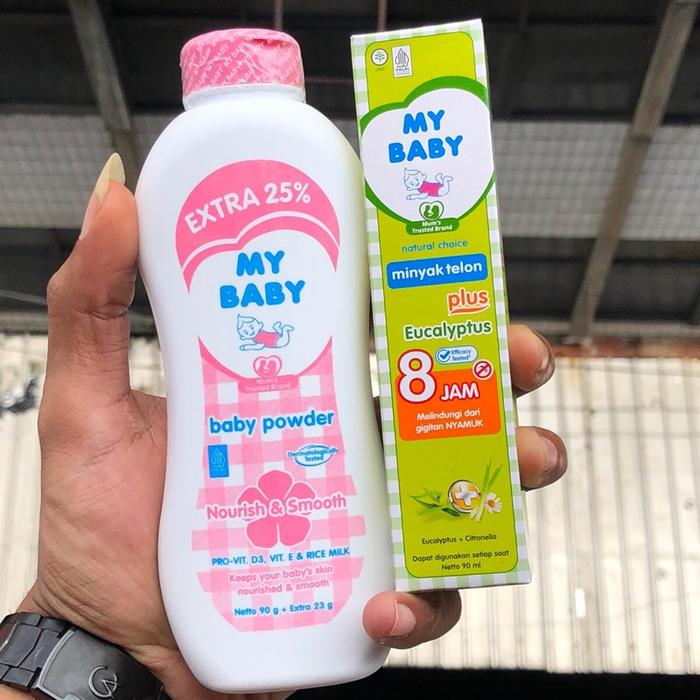 EXTRA 25%
MY
BABY
Mum's
Trusted Brand
baby powder
Dermatologically
Tested
Nourish & Smooth
PRO-VIT. D3, VIT. E & RICE MILK
Keeps your baby's skin
nourished & smooth
Netto 90 g + Extra 23 g
MY
BABY
Mum's
Trusted Brand
natural choice
minyak telon
plus
Eucalyptus
Efficacy
Tested*
8 JAM
Melindungi dari
gigitan NYAMUK
Eucalyptus + Citronella
Dapat digunakan setiap saat
Netto 90 ml